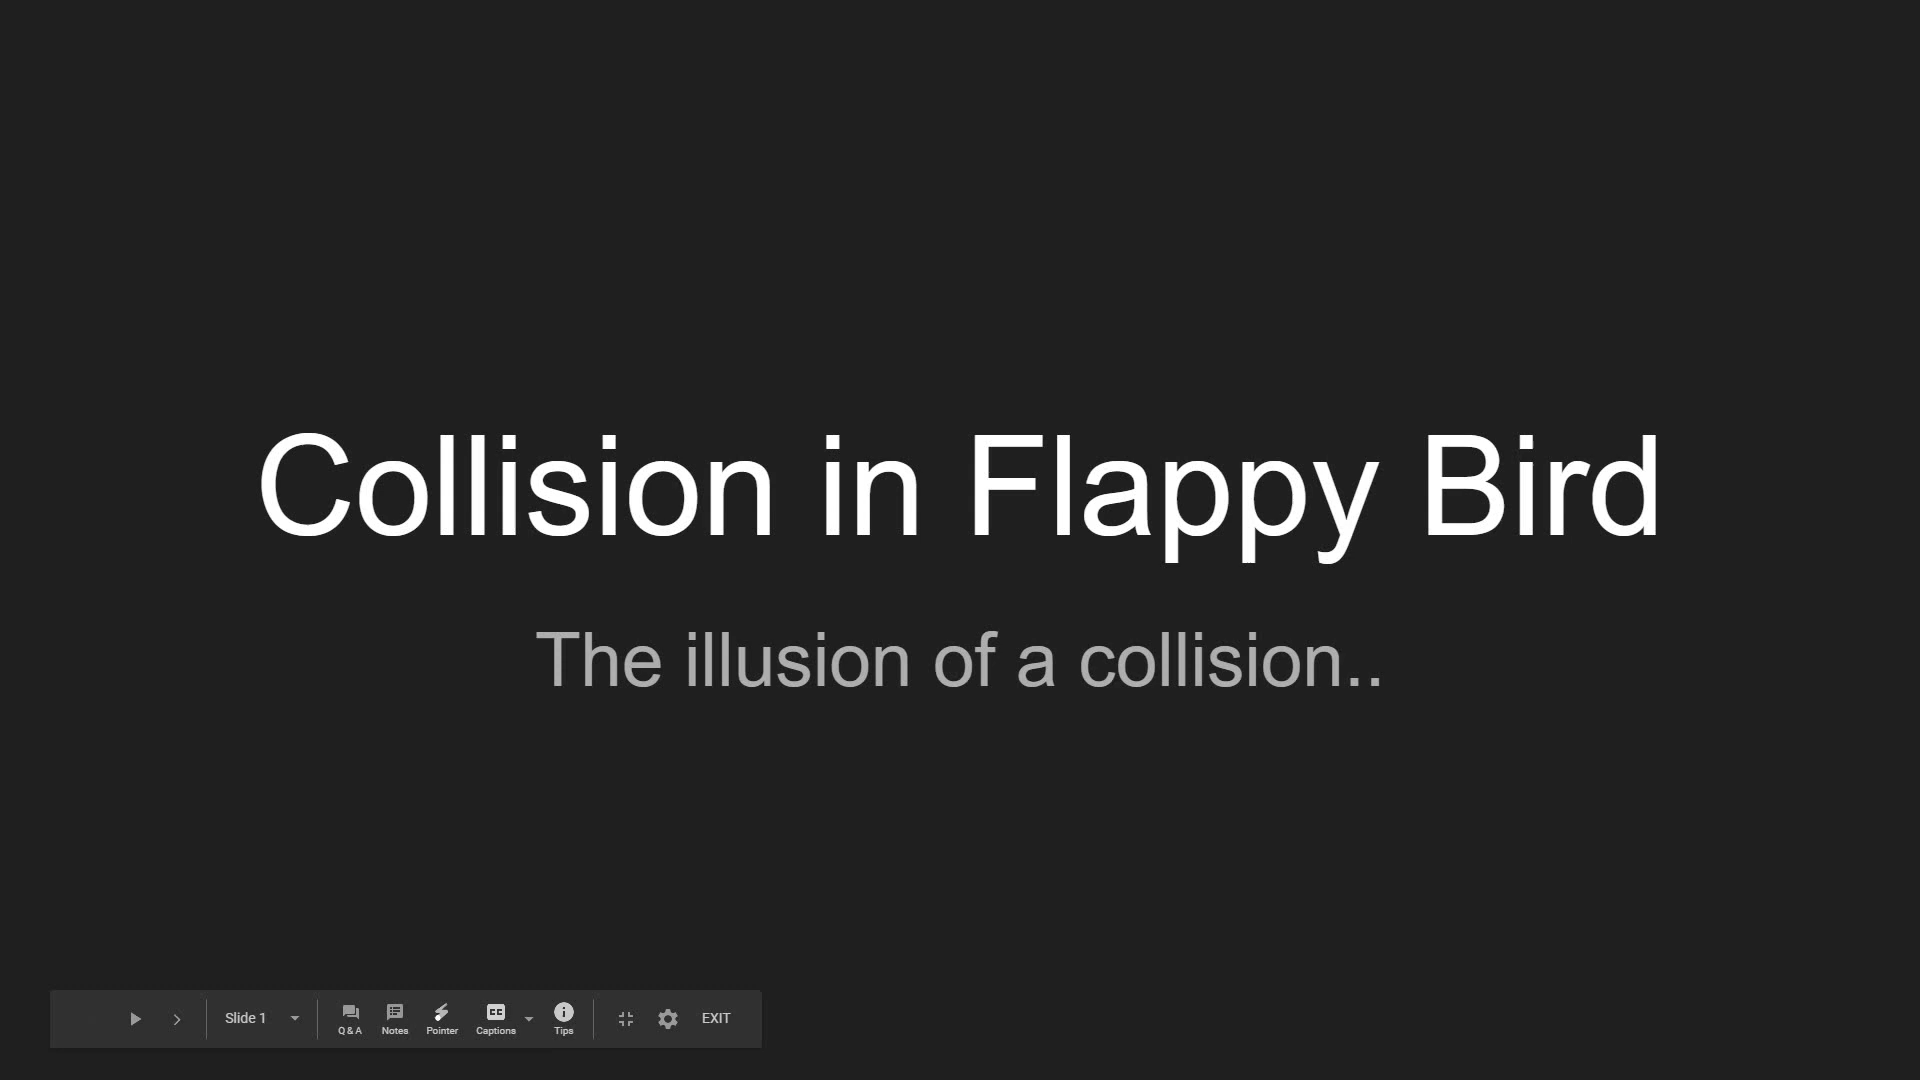 Collision in Flappy Bird
The illusion of a collision..
Slide 1
Q & A
Notes
Pointer
Captions
Tips
EXIT